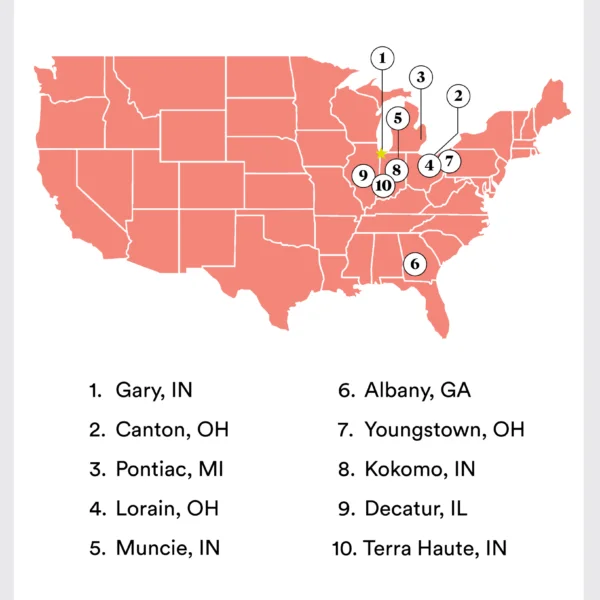 1
3
2
5
4
7
9
8
10
6
1. Gary, IN
2. Canton, OH
3. Pontiac, MI
4. Lorain, OH
5. Muncie, IN
6. Albany, GA
7. Youngstown, OH
8. Kokomo, IN
9. Decatur, IL
10. Terra Haute, IN